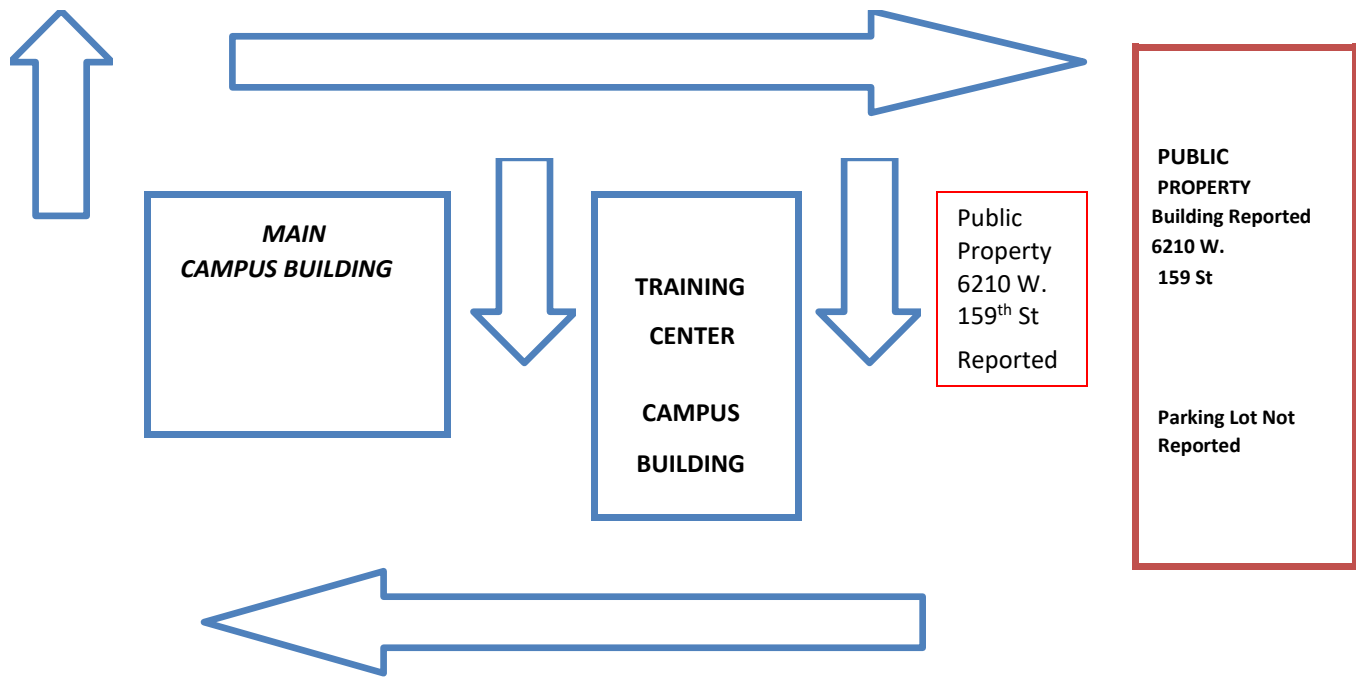 MAIN
CAMPUS BUILDING
TRAINING
CENTER
CAMPUS
BUILDING
Public
Property
6210 W.
159th St
Reported
PUBLIC
PROPERTY
Building Reported
6210 W.
159 St
Parking Lot Not
Reported